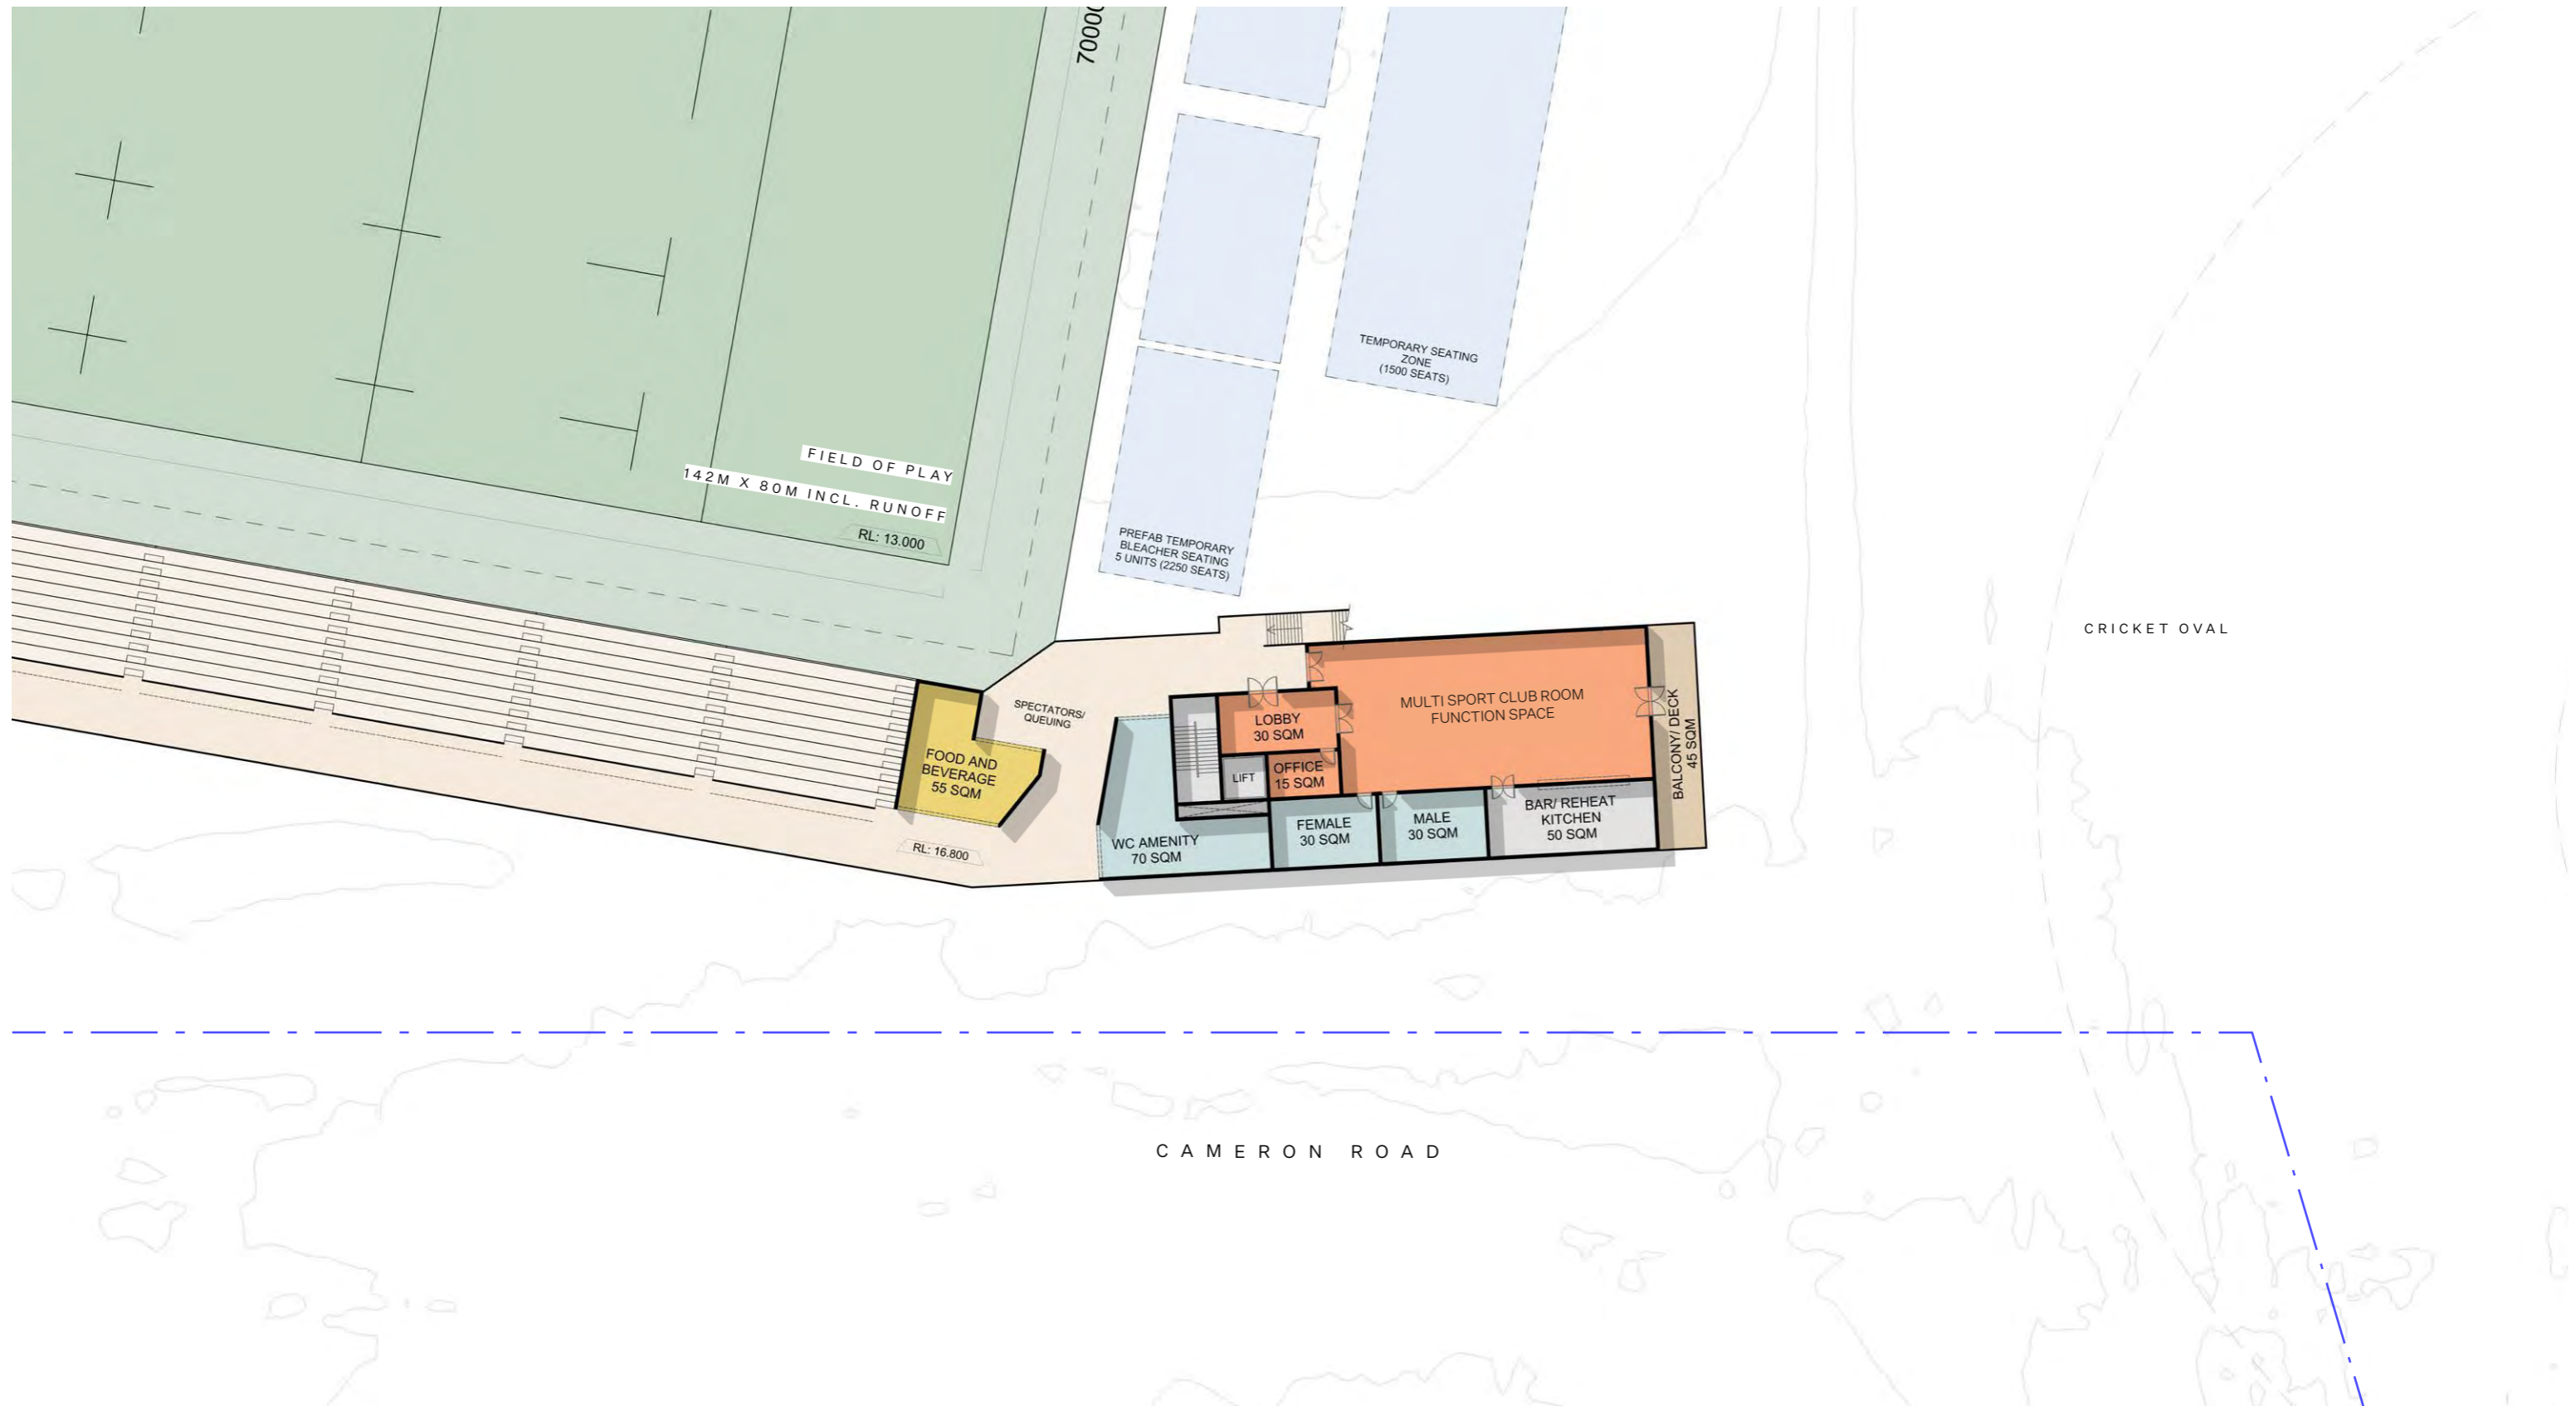 7000
TEMPORARY SEATING
ZONE
(1500 SEATS)
FIELD OF PLAY
142M X 80M INCL. RUNOFF
RL: 13.000
PREFAB TEMPORARY
BLEACHER SEATING
5 UNITS (2250 SEATS)
CRICKET OVAL
SPECTATORS/
QUEUING
LOBBY
30 SQM
MULTI SPORT CLUB ROOM
FUNCTION SPACE
BALCONY/ DECK
45 SQM
FOOD AND
BEVERAGE
55 SQM
LIFT
OFFICE
15 SQM
WC AMENITY
70 SQM
FEMALE
30 SQM
MALE
30 SQM
BAR/ REHEAT
KITCHEN
50 SQM
RL: 16.800
CAMERON ROAD